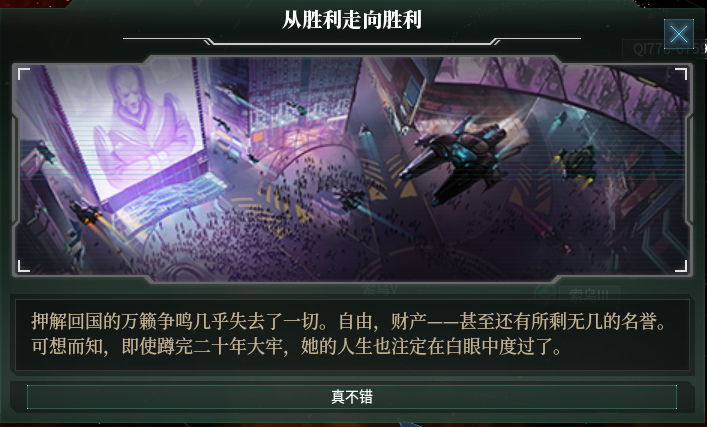 从胜利走向胜利
押解回国的万籁争鸣几乎失去了一切。自由，财产——甚至还有所剩无几的名誉。
可想而知，即使蹲完二十年大牢，她的人生也注定在白眼中度过了。
真不错